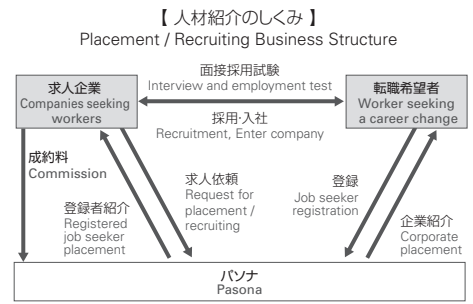 【 人材紹介のしくみ 】
Placement / Recruiting Business Structure
面接採用試験
Interview and employment test
求人企業
Companies seeking
workers
転職希望者
Worker seeking
a career change
採用・入社
Recruitment, Enter company
成約料
Commission
登録者紹介
Registered
job seeker
placement
求人依頼
Request for
placement /
recruiting
登録
Job seeker
registration
企業紹介
Corporate
placement
パソナ
Pasona